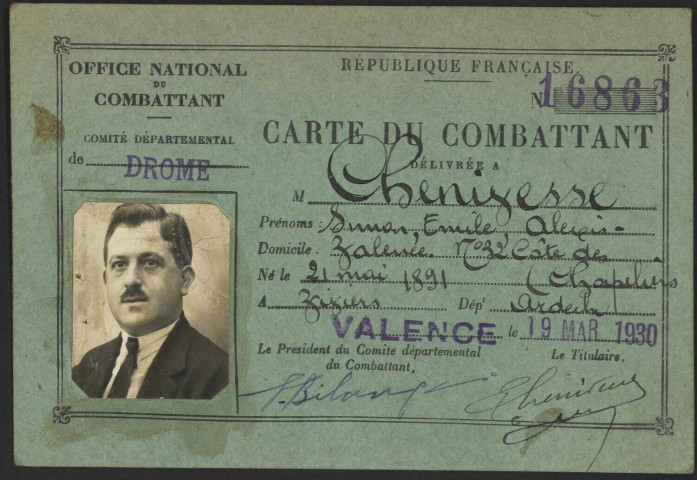 OFFICE NATIONAL
DU
COMBATTANT
COMITÉ DÉPARTEMENTAL
de DROME
RÉPUBLIQUE FRANÇAISE.
N 16863
CARTE DU COMBATTANT
DÉLIVRÉE A
M Chenivesse
Prénoms : Simon, Emile, Alexis
Domicile. Valence. N°32 Côte des
Né le 21 mai 1891 (Chapeliers
A Dép^t Ardèche
VALENCE le 19 MAR 1930
Le Président du Comité départemental
du Combattant,
Le Titulaire,
Chenivesse